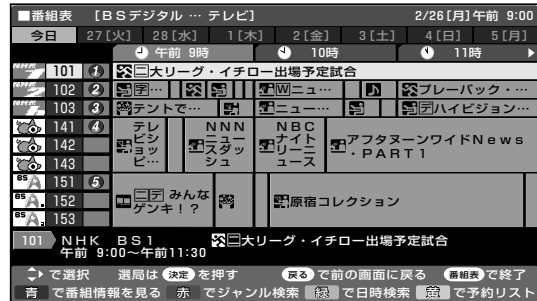 ■番組表 [BSデジタル … テレビ] 2/26[月]午前 9:00
今日 27[火] 28[水] 1[木] 2[金] 3[土] 4[日] 5[月]
午前 9時 10時 11時
101 1 二大リーグ・イチロー出場予定試合
102 2 字… W ニュ… ♪ プレーバック・…
103 3 テントで… ニュー… デハイビジョン…
141 4
142
143
テレビショッピ…
NNNニュースダッシュ
NBCナイトリーニュース
アフタヌーンワイドNews・PART1
151 5
152
153
二デ みんなゲンキ!?
原宿コレクション
101 NHK BS1 二大リーグ・イチロー出場予定試合
午前 9:00〜午前11:30
で選択 選局は 決定 を押す 戻る で前の画面に戻る 番組表 で終了
青 で番組情報を見る 赤 でジャンル検索 緑 で日時検索 黄 で予約リスト